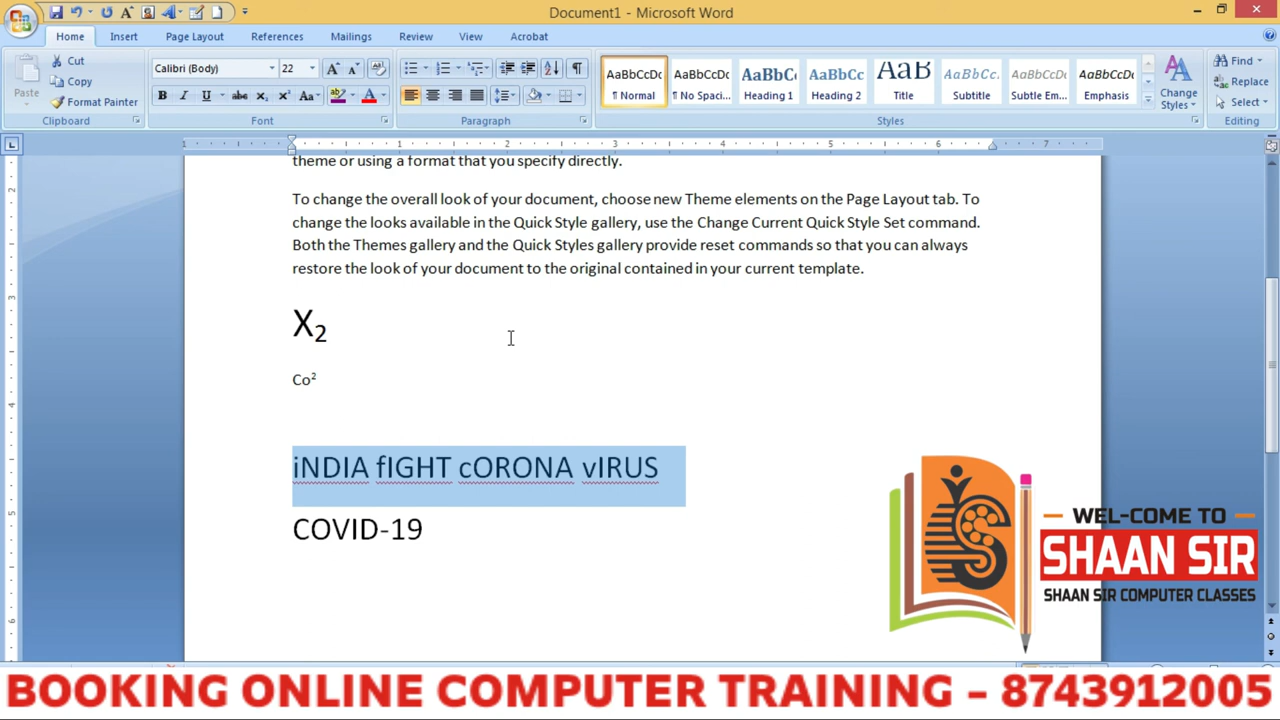 Document1 - Microsoft Word
Home Insert Page Layout References Mailings Review View Acrobat
Paste
Cut
Copy
Format Painter
Clipboard
Calibri (Body) 22
Font
Paragraph
AaBbCcDc AaBbCcDc AaBbC AaBbCc AaB AaBbCc. AaBbCcDc AaBbCcDc
¶ Normal ¶ No Spaci... Heading 1 Heading 2 Title Subtitle Subtle Em... Emphasis
Change Styles
Styles
Find
Replace
Select
Editing
theme or using a format that you specify directly.
To change the overall look of your document, choose new Theme elements on the Page Layout tab. To
change the looks available in the Quick Style gallery, use the Change Current Quick Style Set command.
Both the Themes gallery and the Quick Styles gallery provide reset commands so that you can always
restore the look of your document to the original contained in your current template.
X₂
Co²
iNDIA fIGHT cORONA vIRUS
COVID-19
WEL-COME TO
SHAAN SIR
SHAAN SIR COMPUTER CLASSES
BOOKING ONLINE COMPUTER TRAINING – 8743912005